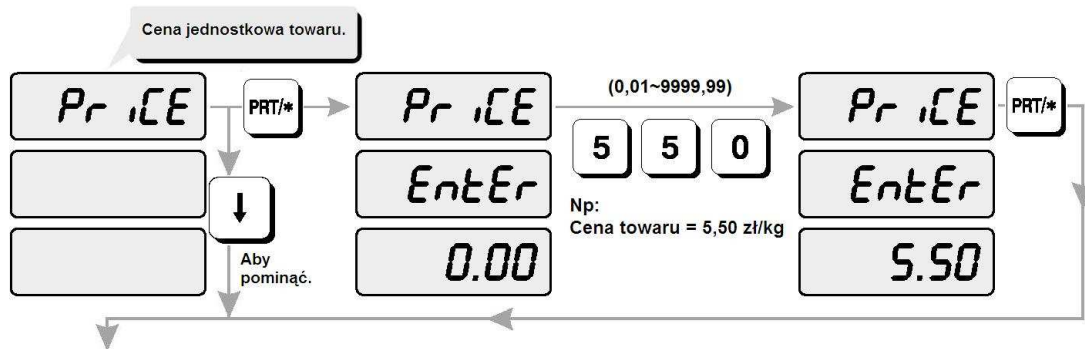 Cena jednostkowa towaru.
PriCE
PRT/*
PriCE
(0,01~9999,99)
PriCE
PRT/*
EntEr
5 5 0
EntEr
↓
Np:
Cena towaru = 5,50 zł/kg
Aby
pominąć.
0.00
5.50